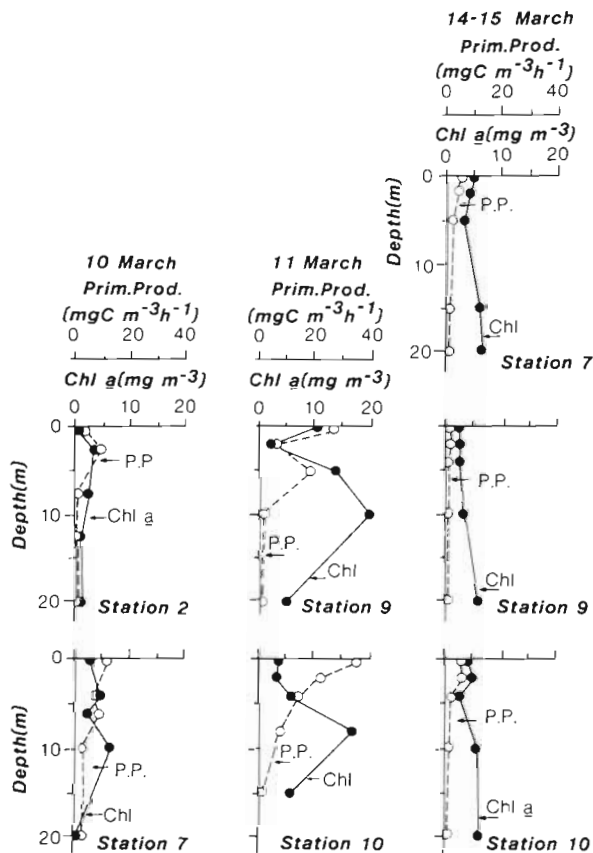 14-15 March
Prim.Prod.
(mgC m-3h-1)
0 20 40
Chl a(mg m-3)
0 10 20
0
10
20
Depth(m)
P.P.
Chl
Station 7
10 March
Prim.Prod.
(mgC m-3h-1)
0 20 40
Chl a(mg m-3)
0 10 20
0
10
20
Depth(m)
P.P
Chl a
Station 2
11 March
Prim.Prod.
(mgC m-3h-1)
0 20 40
Chl a(mg m-3)
0 10 20
P.P.
Chl
Station 9
P.P.
Chl
Station 9
0
10
20
Depth(m)
P.P.
Chl
Station 7
P.P.
Chl
Station 10
P.P.
Chl a
Station 10